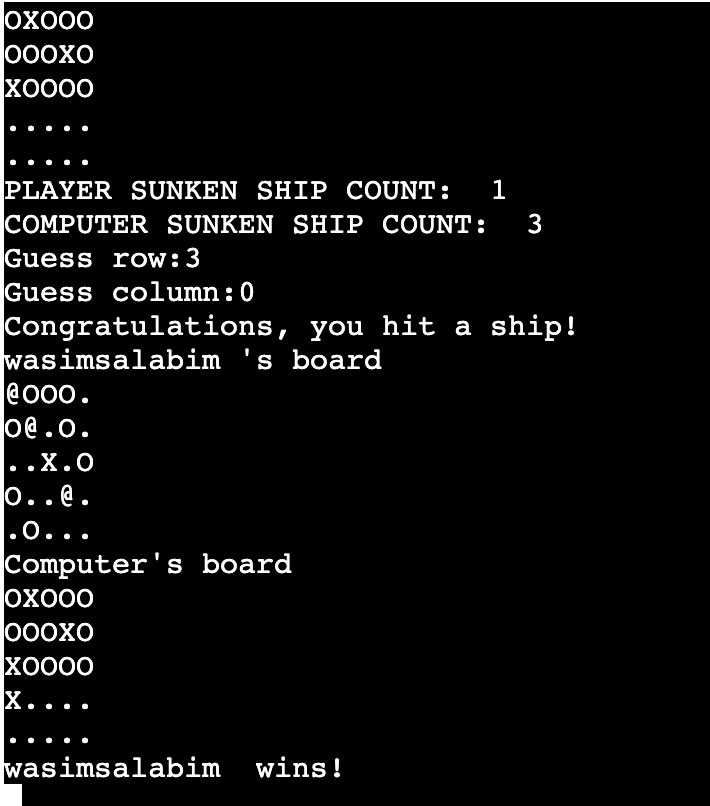 OXOOO
OOOXO
XOOOO
.....
.....
PLAYER SUNKEN SHIP COUNT:  1
COMPUTER SUNKEN SHIP COUNT:  3
Guess row:3
Guess column:0
Congratulations, you hit a ship!
wasimsalabim 's board
@OOO.
O@.O.
..X.O
O..@.
.O...
Computer's board
OXOOO
OOOXO
XOOOO
X....
.....
wasimsalabim  wins!